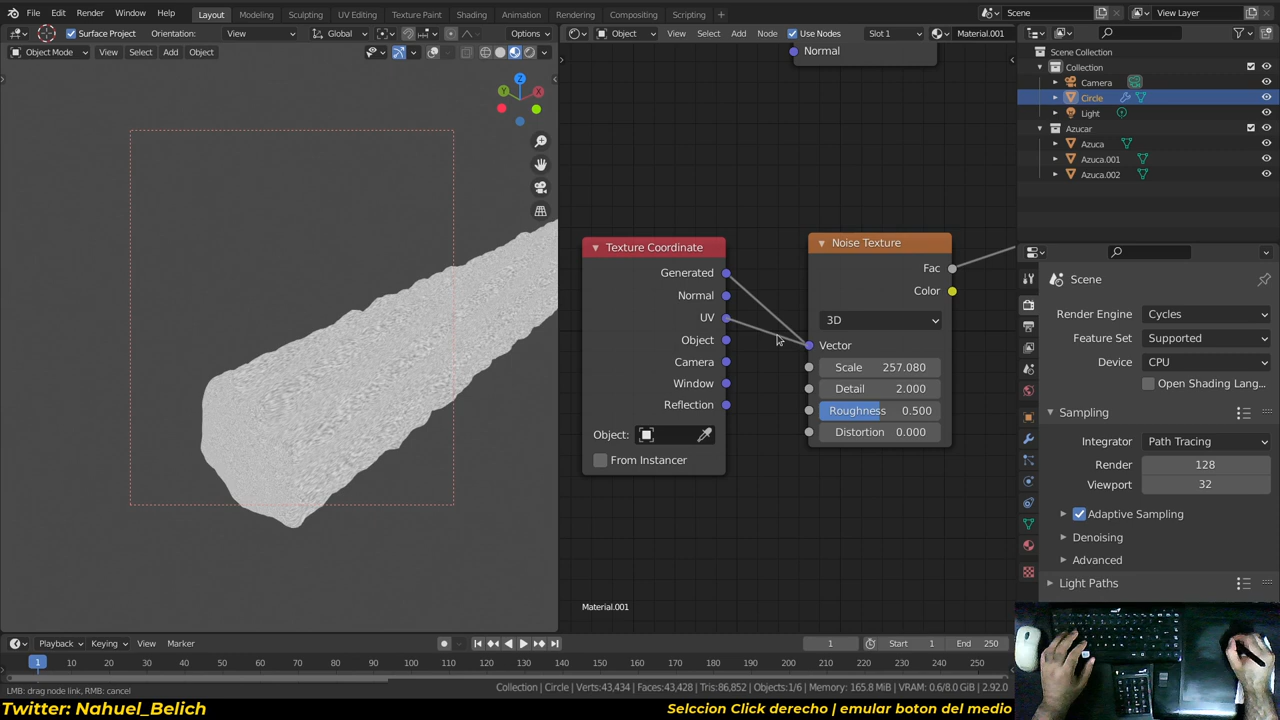 File Edit Render Window Help Layout Modeling Sculpting UV Editing Texture Paint Shading Animation Rendering Compositing Scripting + Scene View Layer
Surface Project Orientation: View Global Options Object View Select Add Node Use Nodes Slot 1 Material.001
Object Mode View Select Add Object
Normal
Scene Collection
Collection
Camera
Circle
Light
Azucar
Azuca
Azuca.001
Azuca.002
Z
Y X
Texture Coordinate
Generated
Normal
UV
Object
Camera
Window
Reflection
Object:
From Instancer
Noise Texture
Fac
Color
3D
Vector
Scale 257.080
Detail 2.000
Roughness 0.500
Distortion 0.000
Material.001
Scene
Render Engine Cycles
Feature Set Supported
Device CPU
Open Shading Lang...
Sampling
Integrator Path Tracing
Render 128
Viewport 32
Adaptive Sampling
Denoising
Advanced
Light Paths
Playback Keying View Marker 1 Start 1 End 250
1 10 20 30 40 50 60 70 80 90 100 110 120 130 140 150 160 170 180 190 200 210 220 230 240 250
LMB: drag node link, RMB: cancel
Collection | Circle | Verts:43,434 | Faces:43,428 | Tris:86,852 | Objects:1/6 | Memory: 165.8 MiB | VRAM: 0.6/8.0 GiB | 2.92.0
Twitter: Nahuel_Belich
Selccion Click derecho | emular boton del medio